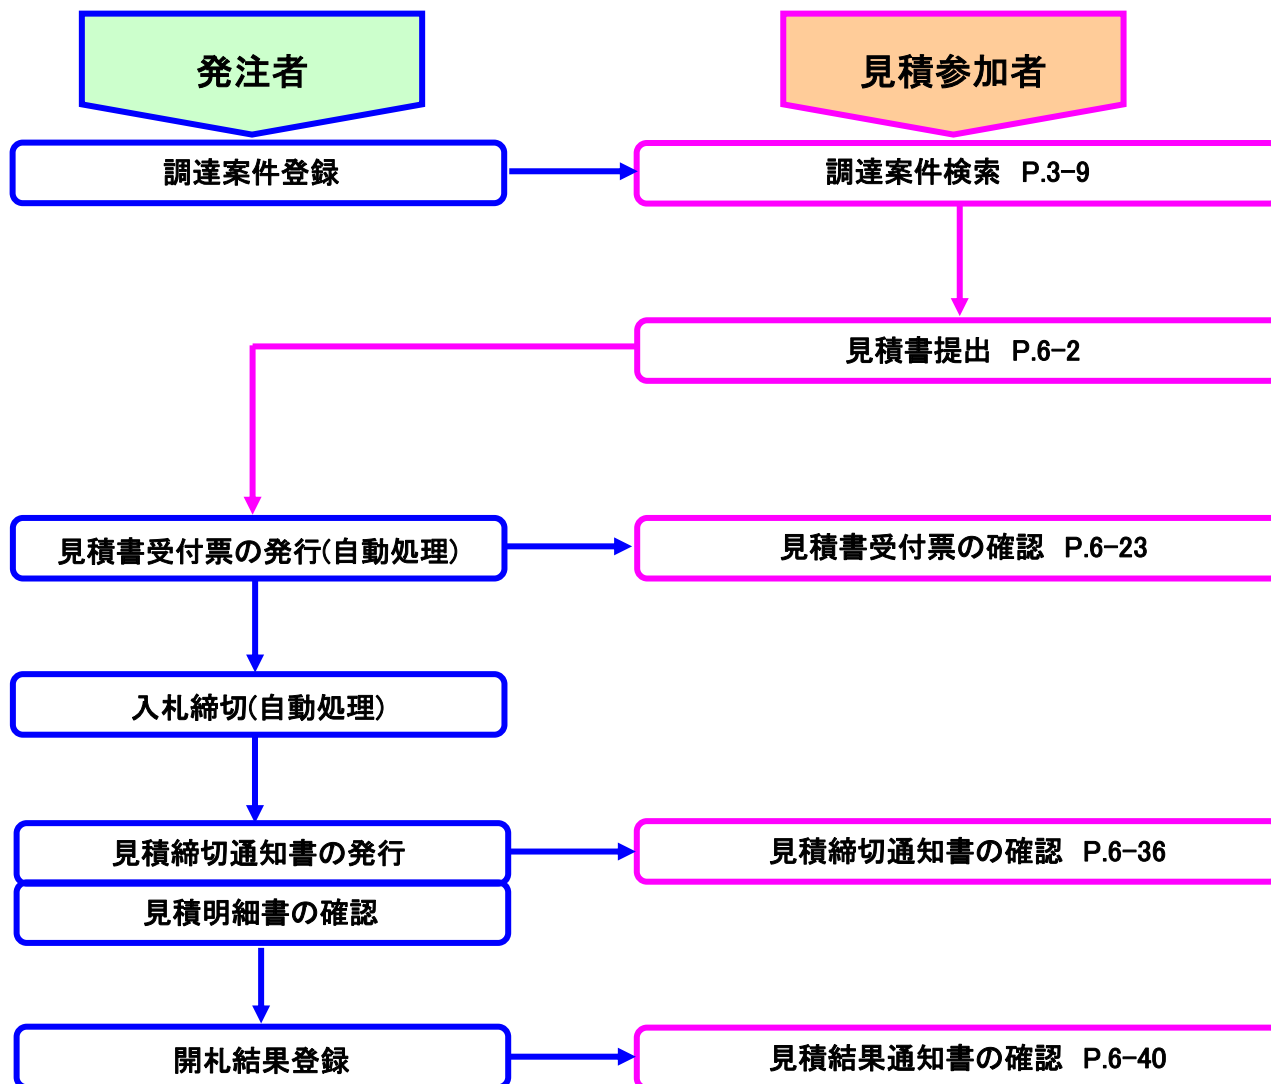 発注者
見積参加者
調達案件登録
調達案件検索 P.3-9
見積書提出 P.6-2
見積書受付票の発行(自動処理)
見積書受付票の確認 P.6-23
入札締切(自動処理)
見積締切通知書の発行
見積締切通知書の確認 P.6-36
見積明細書の確認
開札結果登録
見積結果通知書の確認 P.6-40